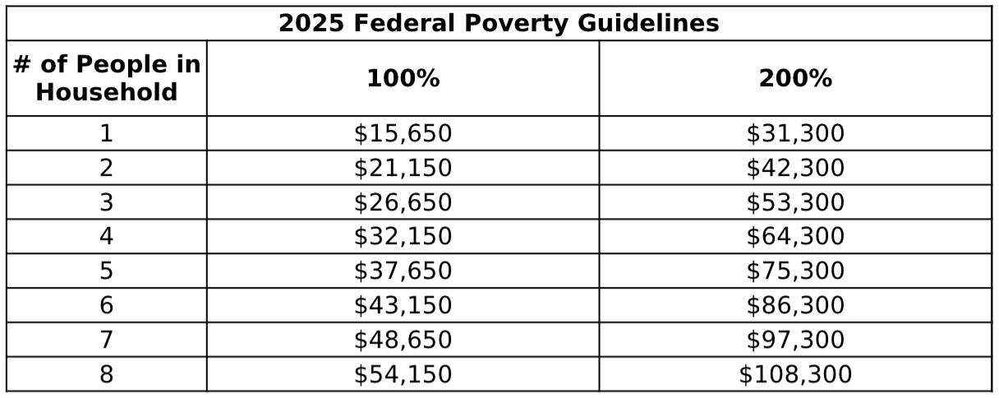 2025 Federal Poverty Guidelines
# of People in
Household
100%
200%
1 $15,650 $31,300
2 $21,150 $42,300
3 $26,650 $53,300
4 $32,150 $64,300
5 $37,650 $75,300
6 $43,150 $86,300
7 $48,650 $97,300
8 $54,150 $108,300